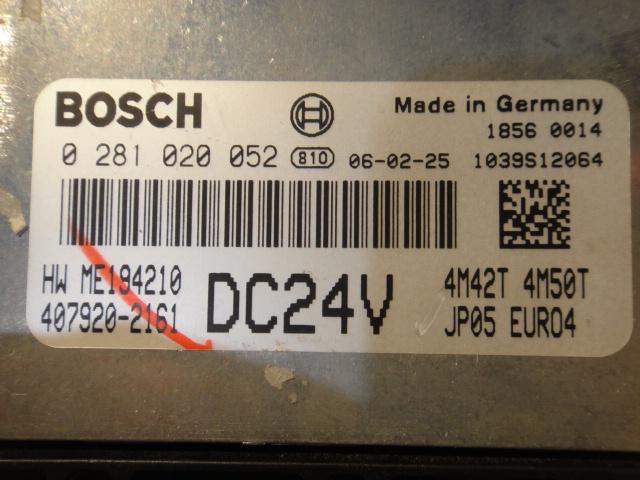 BOSCH
Made in Germany
1856 0014
0 281 020 052 810 06-02-25 1039S12064
HW ME194210
407920-2161
DC24V
4M42T 4M50T
JP05 EURO4